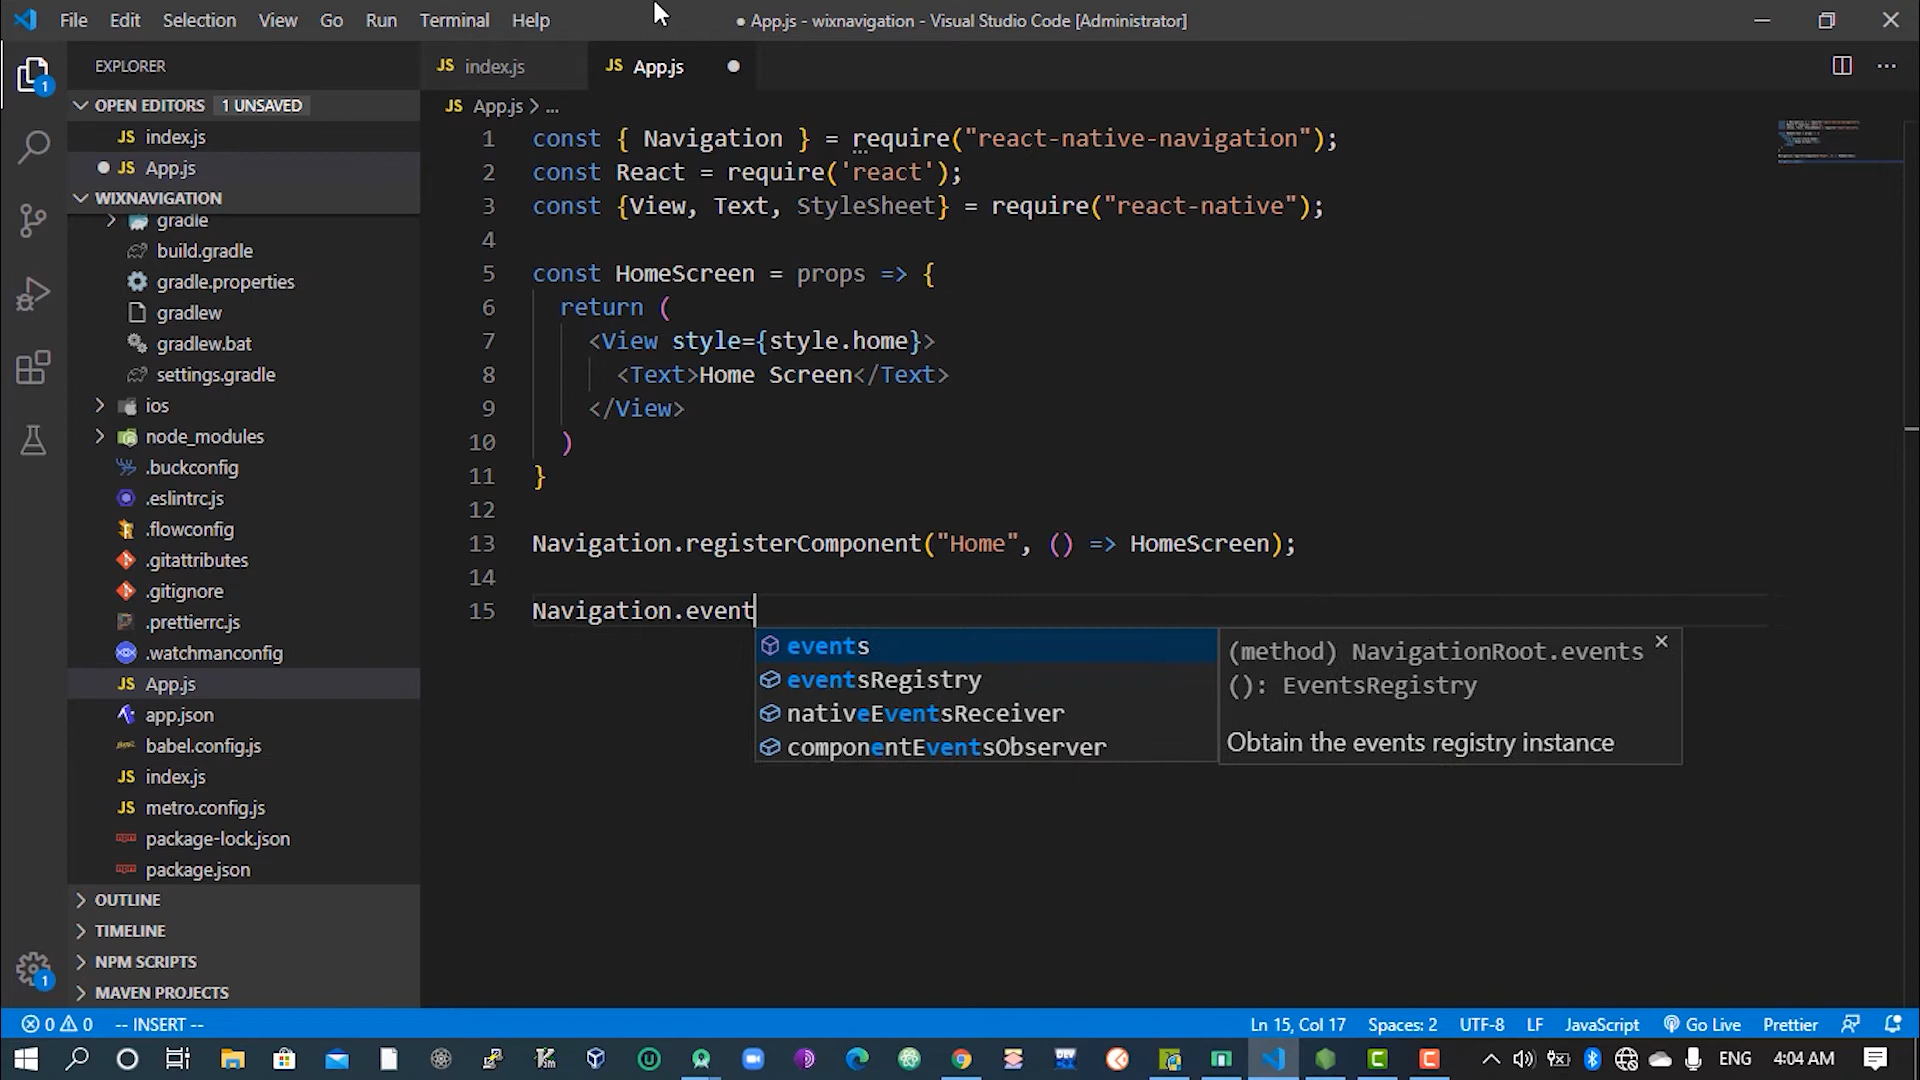 File Edit Selection View Go Run Terminal Help ● App.js - wixnavigation - Visual Studio Code [Administrator]
EXPLORER
OPEN EDITORS 1 UNSAVED
JS index.js
● JS App.js
WIXNAVIGATION
gradle
build.gradle
gradle.properties
gradlew
gradlew.bat
settings.gradle
ios
node_modules
.buckconfig
.eslintrc.js
.flowconfig
.gitattributes
.gitignore
.prettierrc.js
.watchmanconfig
JS App.js
app.json
babel.config.js
JS index.js
JS metro.config.js
npm package-lock.json
npm package.json
OUTLINE
TIMELINE
NPM SCRIPTS
MAVEN PROJECTS
1
1
JS index.js JS App.js ●
JS App.js > ...
1 const { Navigation } = require("react-native-navigation");
2 const React = require('react');
3 const {View, Text, StyleSheet} = require("react-native");
4
5 const HomeScreen = props => {
6 return (
7 <View style={style.home}>
8 <Text>Home Screen</Text>
9 </View>
10 )
11 }
12
13 Navigation.registerComponent("Home", () => HomeScreen);
14
15 Navigation.event
events
eventsRegistry
nativeEventsReceiver
componentEventsObserver
(method) NavigationRoot.events
(): EventsRegistry
Obtain the events registry instance
0 0 -- INSERT -- Ln 15, Col 17 Spaces: 2 UTF-8 LF JavaScript Go Live Prettier
DEV ENG 4:04 AM